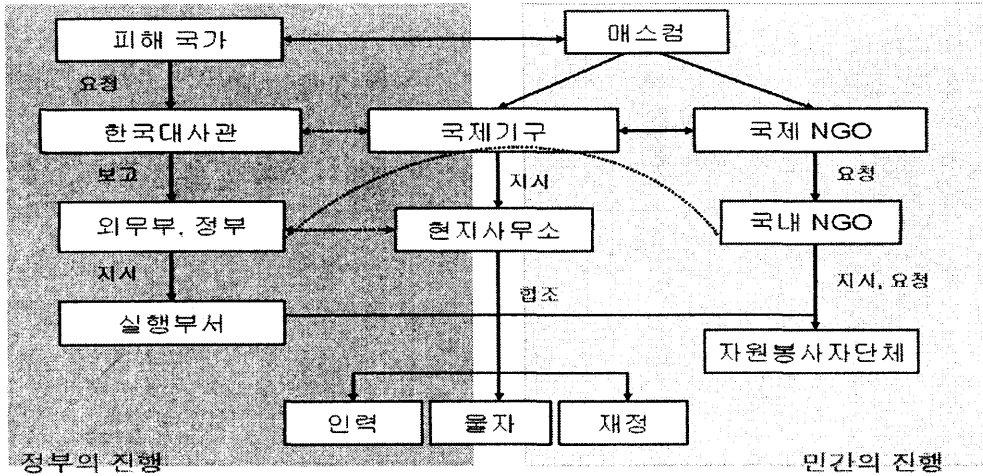 피해 국가
매스컴
요청
한국대사관
국제기구
국제 NGO
보고
지시
요청
외무부, 정부
현지사무소
국내 NGO
지시
협조
지시, 요청
실행부서
자원봉사자단체
인력
물자
재정
정부의 진행
민간의 진행